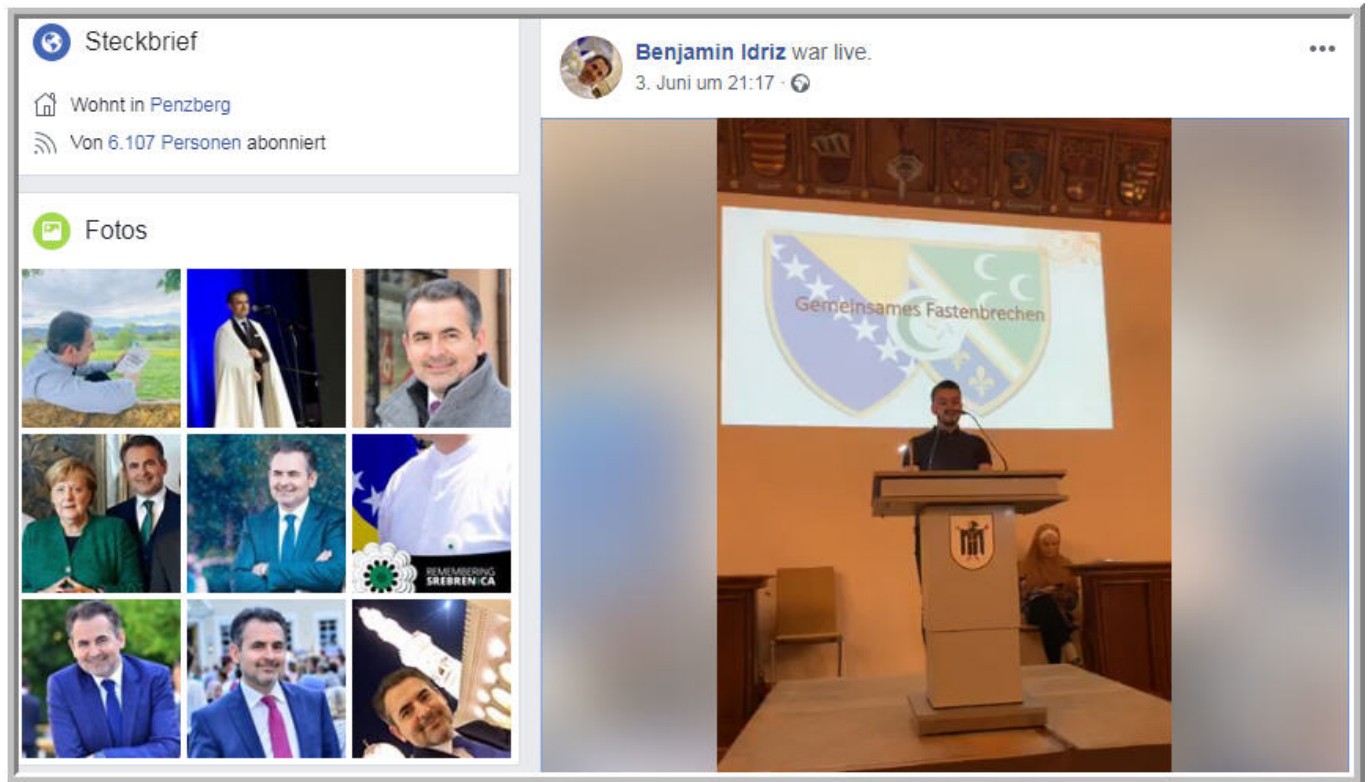 Steckbrief
Wohnt in Penzberg
Von 6.107 Personen abonniert
Fotos
REMEMBERING
SREBRENICA
Benjamin Idriz war live.
3. Juni um 21:17 ·
Gemeinsames Fastenbrechen